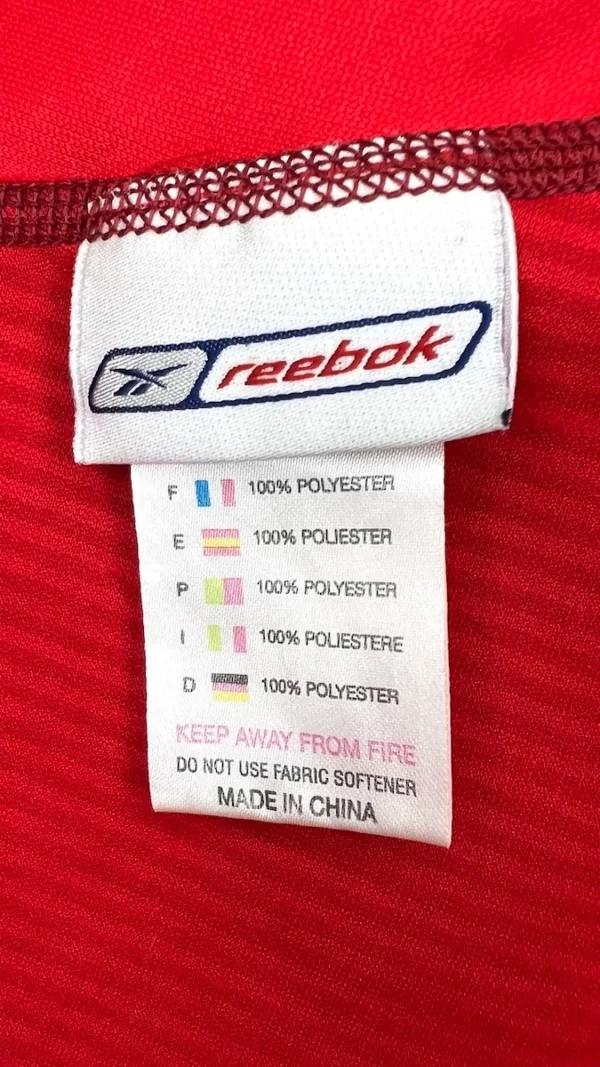 reebok
F 100% POLYESTER
E 100% POLIESTER
P 100% POLYESTER
I 100% POLIESTERE
D 100% POLYESTER
KEEP AWAY FROM FIRE
DO NOT USE FABRIC SOFTENER
MADE IN CHINA